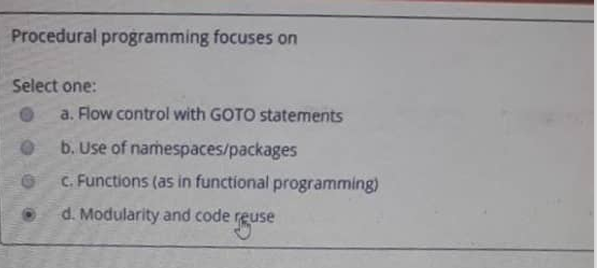 Procedural programming focuses on
Select one:
a. Flow control with GOTO statements
b. Use of namespaces/packages
c. Functions (as in functional programming)
d. Modularity and code reuse